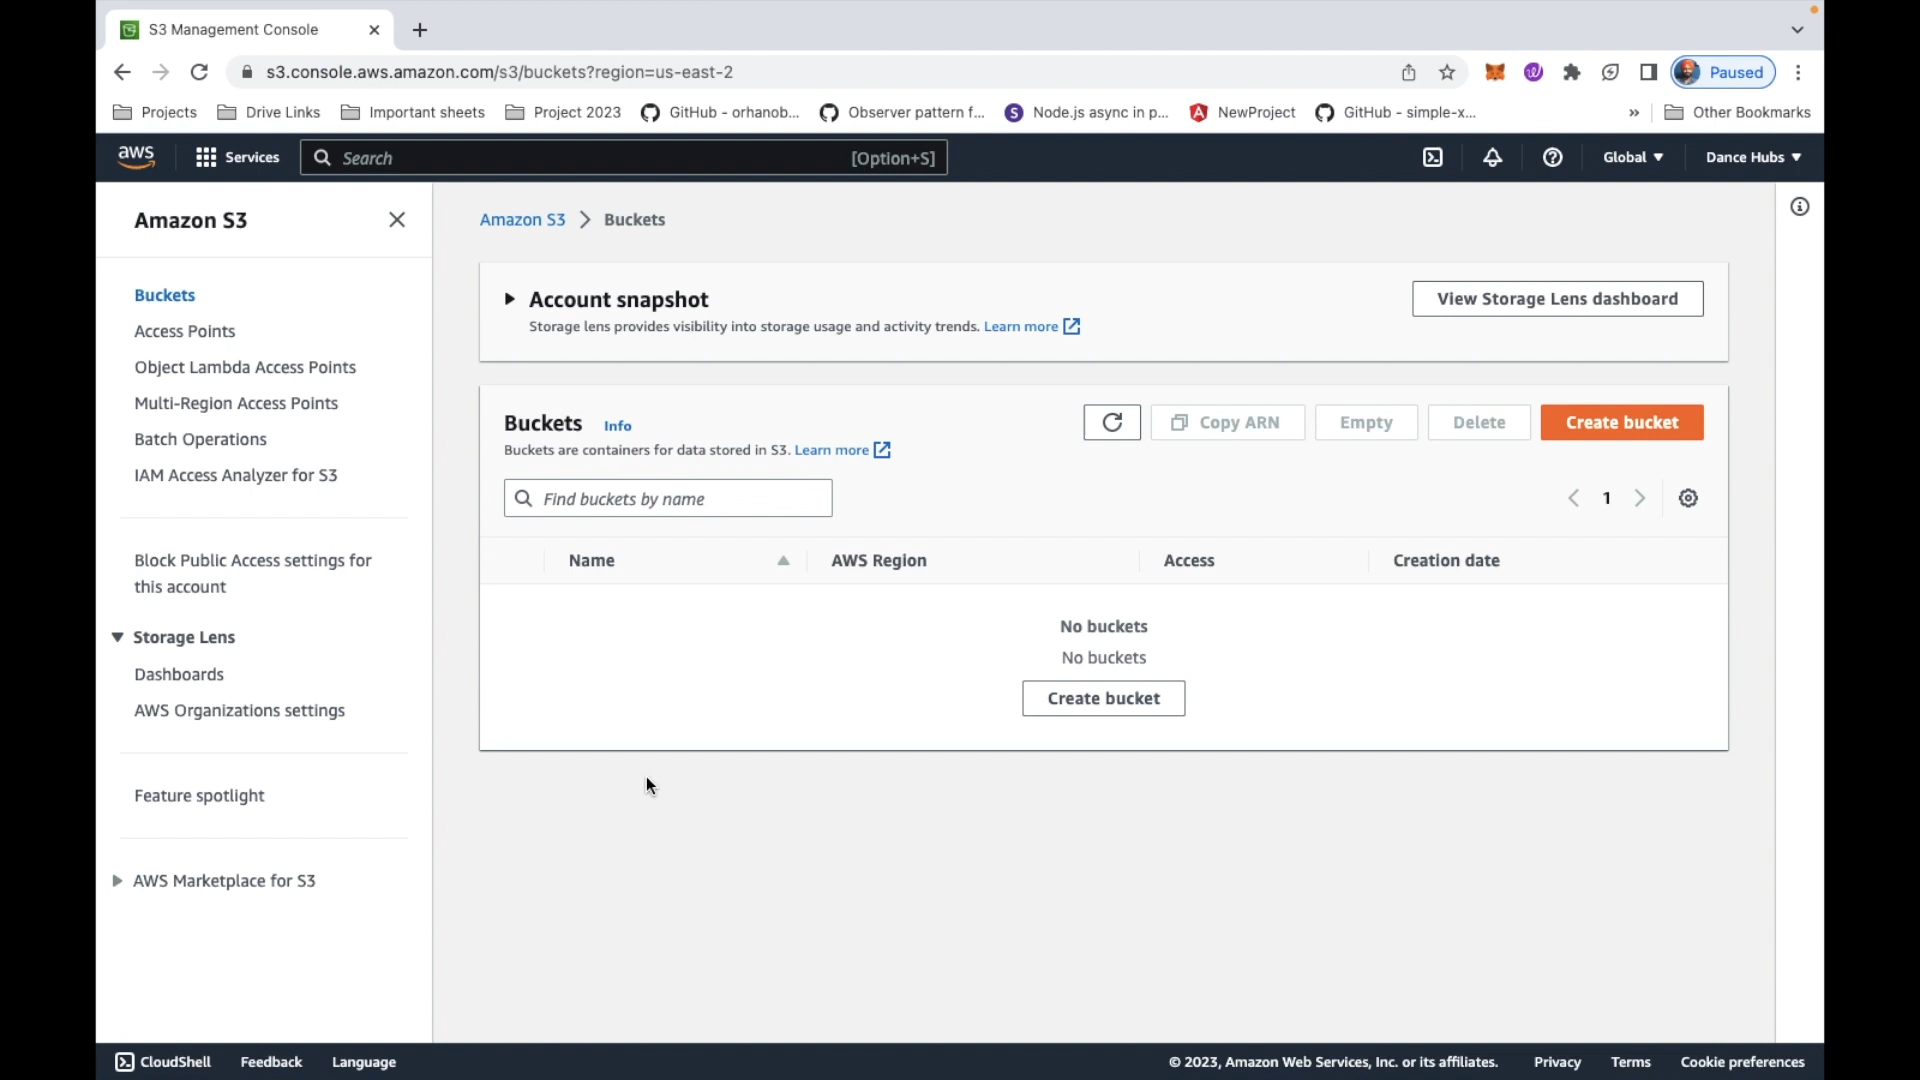 S3 Management Console
s3.console.aws.amazon.com/s3/buckets?region=us-east-2
Paused
Projects
Drive Links
Important sheets
Project 2023
GitHub - orhanob...
Observer pattern f...
Node.js async in p...
NewProject
GitHub - simple-x...
»
Other Bookmarks
aws
Services
Search
[Option+S]
Global
Dance Hubs
Amazon S3
Buckets
Access Points
Object Lambda Access Points
Multi-Region Access Points
Batch Operations
IAM Access Analyzer for S3
Block Public Access settings for
this account
Storage Lens
Dashboards
AWS Organizations settings
Feature spotlight
AWS Marketplace for S3
Amazon S3
Buckets
Account snapshot
Storage lens provides visibility into storage usage and activity trends. Learn more
View Storage Lens dashboard
Buckets Info
Buckets are containers for data stored in S3. Learn more
Copy ARN
Empty
Delete
Create bucket
Find buckets by name
1
Name
AWS Region
Access
Creation date
No buckets
No buckets
Create bucket
CloudShell
Feedback
Language
© 2023, Amazon Web Services, Inc. or its affiliates.
Privacy
Terms
Cookie preferences